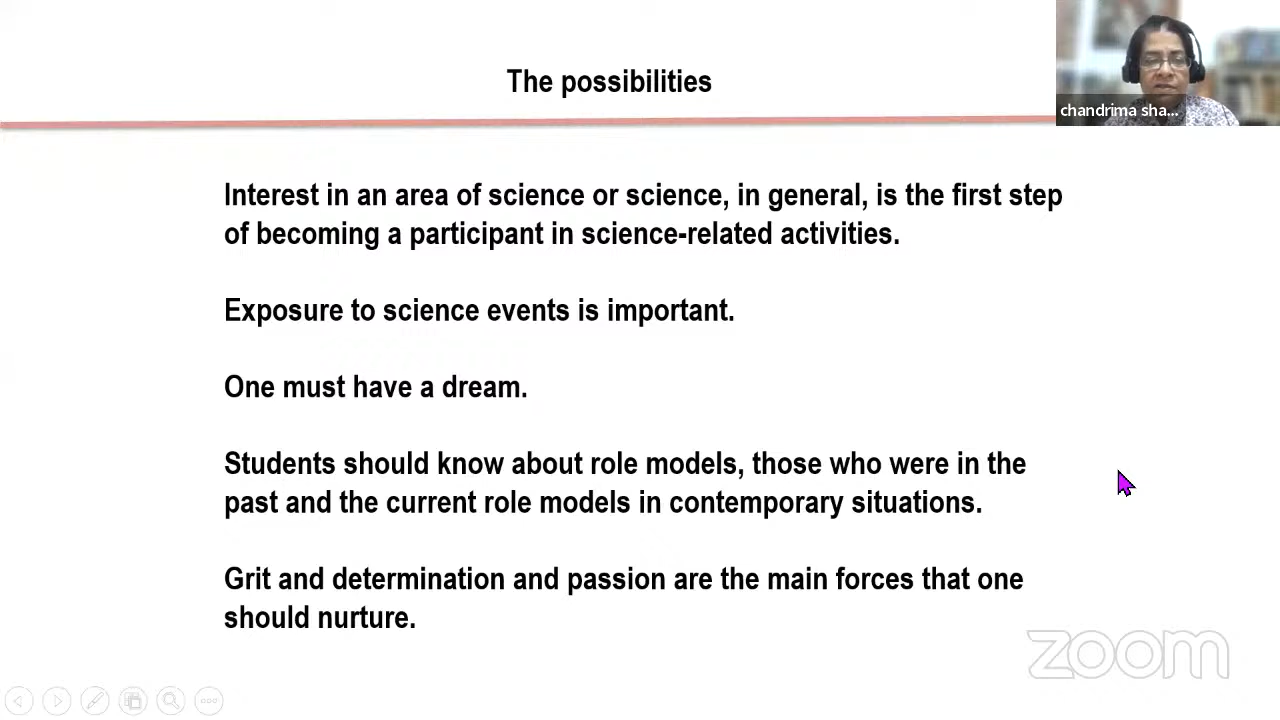 The possibilities
chandrima sha...
Interest in an area of science or science, in general, is the first step
of becoming a participant in science-related activities.
Exposure to science events is important.
One must have a dream.
Students should know about role models, those who were in the
past and the current role models in contemporary situations.
Grit and determination and passion are the main forces that one
should nurture.
zoom